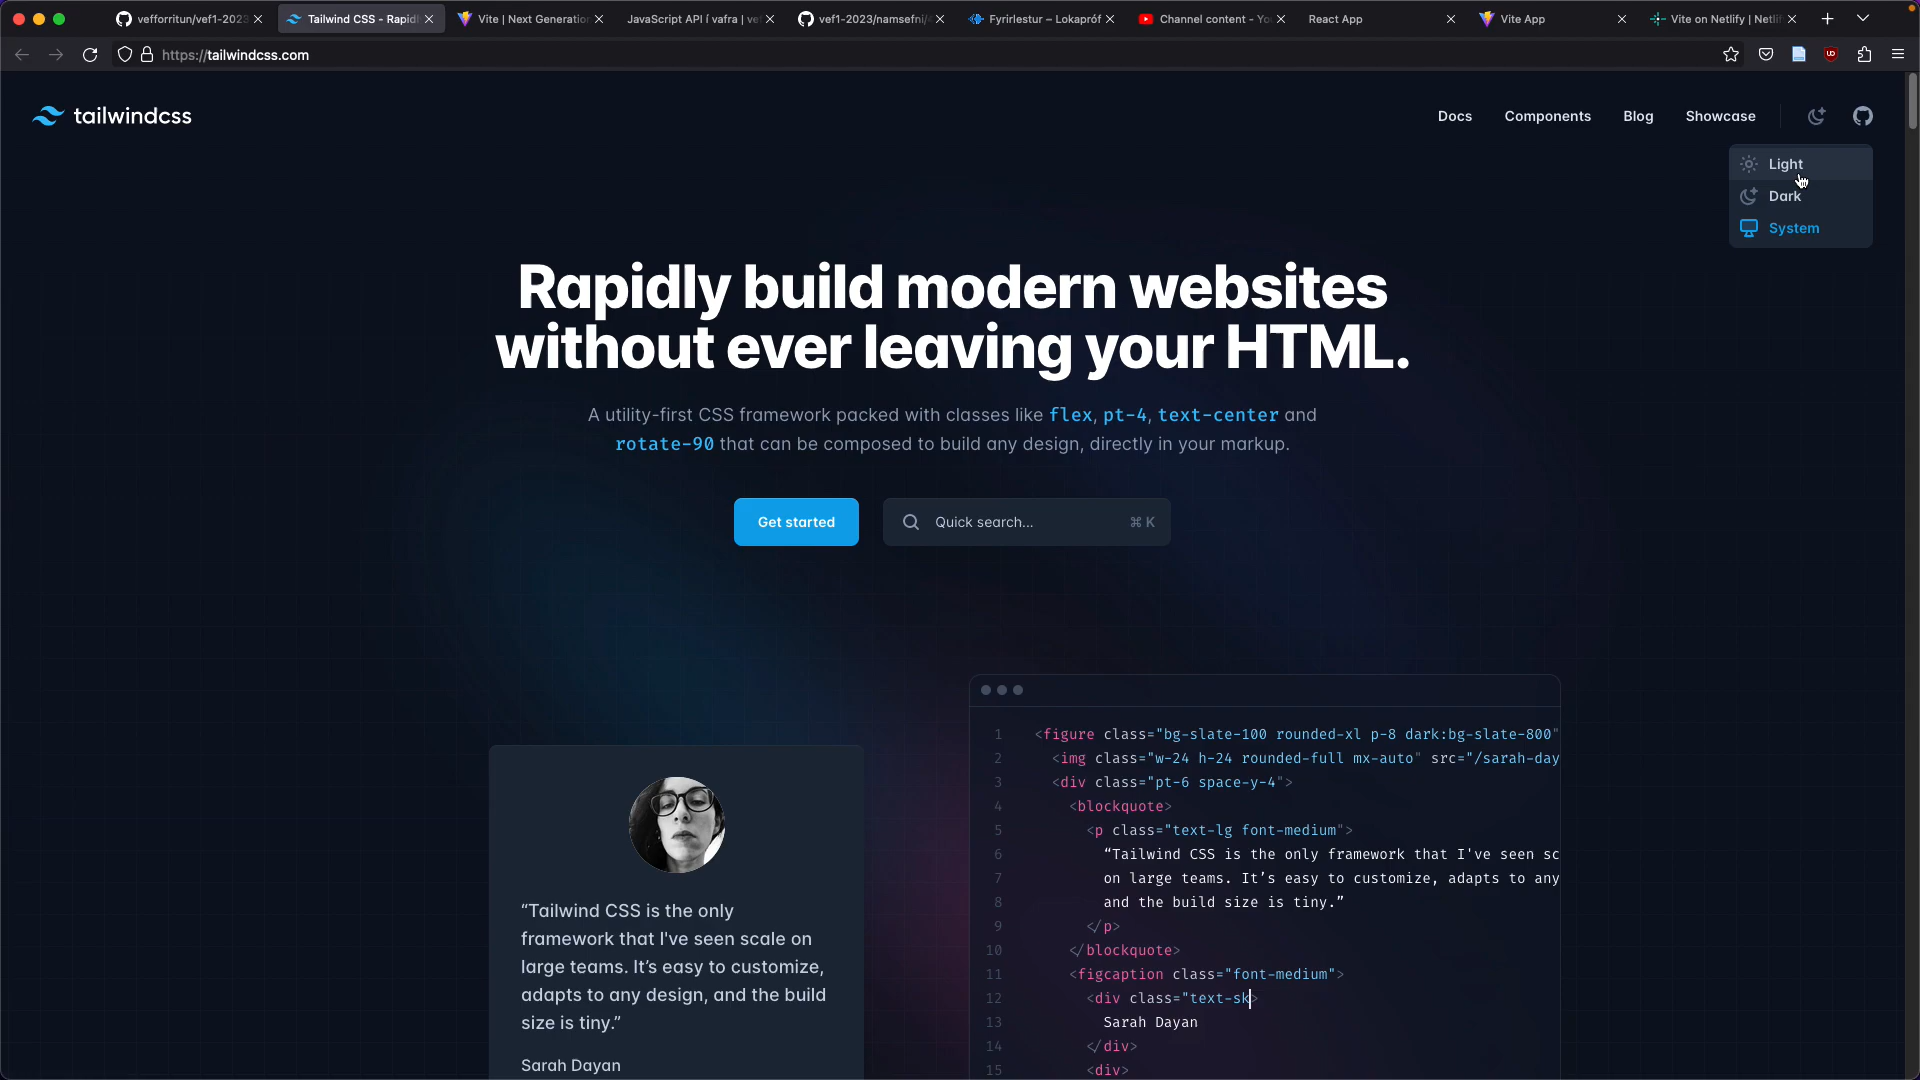 vefforritun/vef1-2023
Tailwind CSS - Rapidl
Vite | Next Generation
JavaScript API í vafra | vef
vef1-2023/namsefni/
Fyrirlestur – Lokapróf
Channel content - You
React App
Vite App
Vite on Netlify | Netlif
https://tailwindcss.com
tailwindcss
Docs
Components
Blog
Showcase
Light
Dark
System
Rapidly build modern websites
without ever leaving your HTML.
A utility-first CSS framework packed with classes like flex, pt-4, text-center and
rotate-90 that can be composed to build any design, directly in your markup.
Get started
Quick search...
⌘ K
“Tailwind CSS is the only
framework that I've seen scale on
large teams. It’s easy to customize,
adapts to any design, and the build
size is tiny.”
Sarah Dayan
1 <figure class="bg-slate-100 rounded-xl p-8 dark:bg-slate-800"
2 <img class="w-24 h-24 rounded-full mx-auto" src="/sarah-day
3 <div class="pt-6 space-y-4">
4 <blockquote>
5 <p class="text-lg font-medium">
6 “Tailwind CSS is the only framework that I've seen sc
7 on large teams. It’s easy to customize, adapts to any
8 and the build size is tiny.”
9 </p>
10 </blockquote>
11 <figcaption class="font-medium">
12 <div class="text-sk>
13 Sarah Dayan
14 </div>
15 <div>